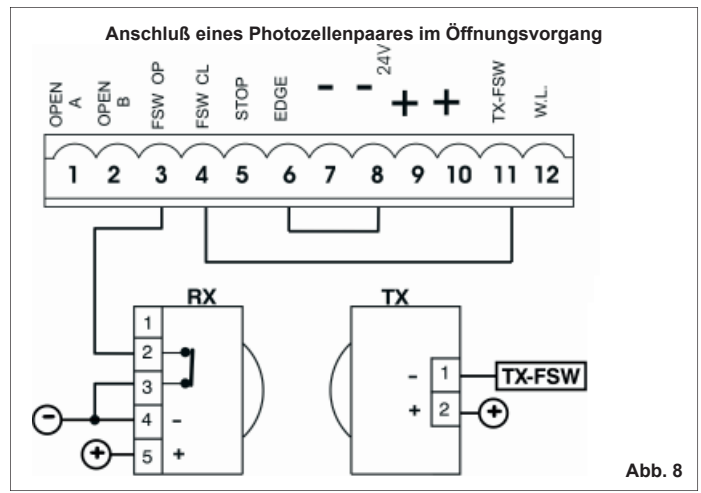 Anschluß eines Photozellenpaares im Öffnungsvorgang
OPEN A
OPEN B
FSW OP
FSW CL
STOP
EDGE
-
-
24V
+
+
TX-FSW
W.L.
1 2 3 4 5 6 7 8 9 10 11 12
RX
TX
1
2
3
4 -
5 +
-
+
- 1
+ 2
TX-FSW
+
Abb. 8